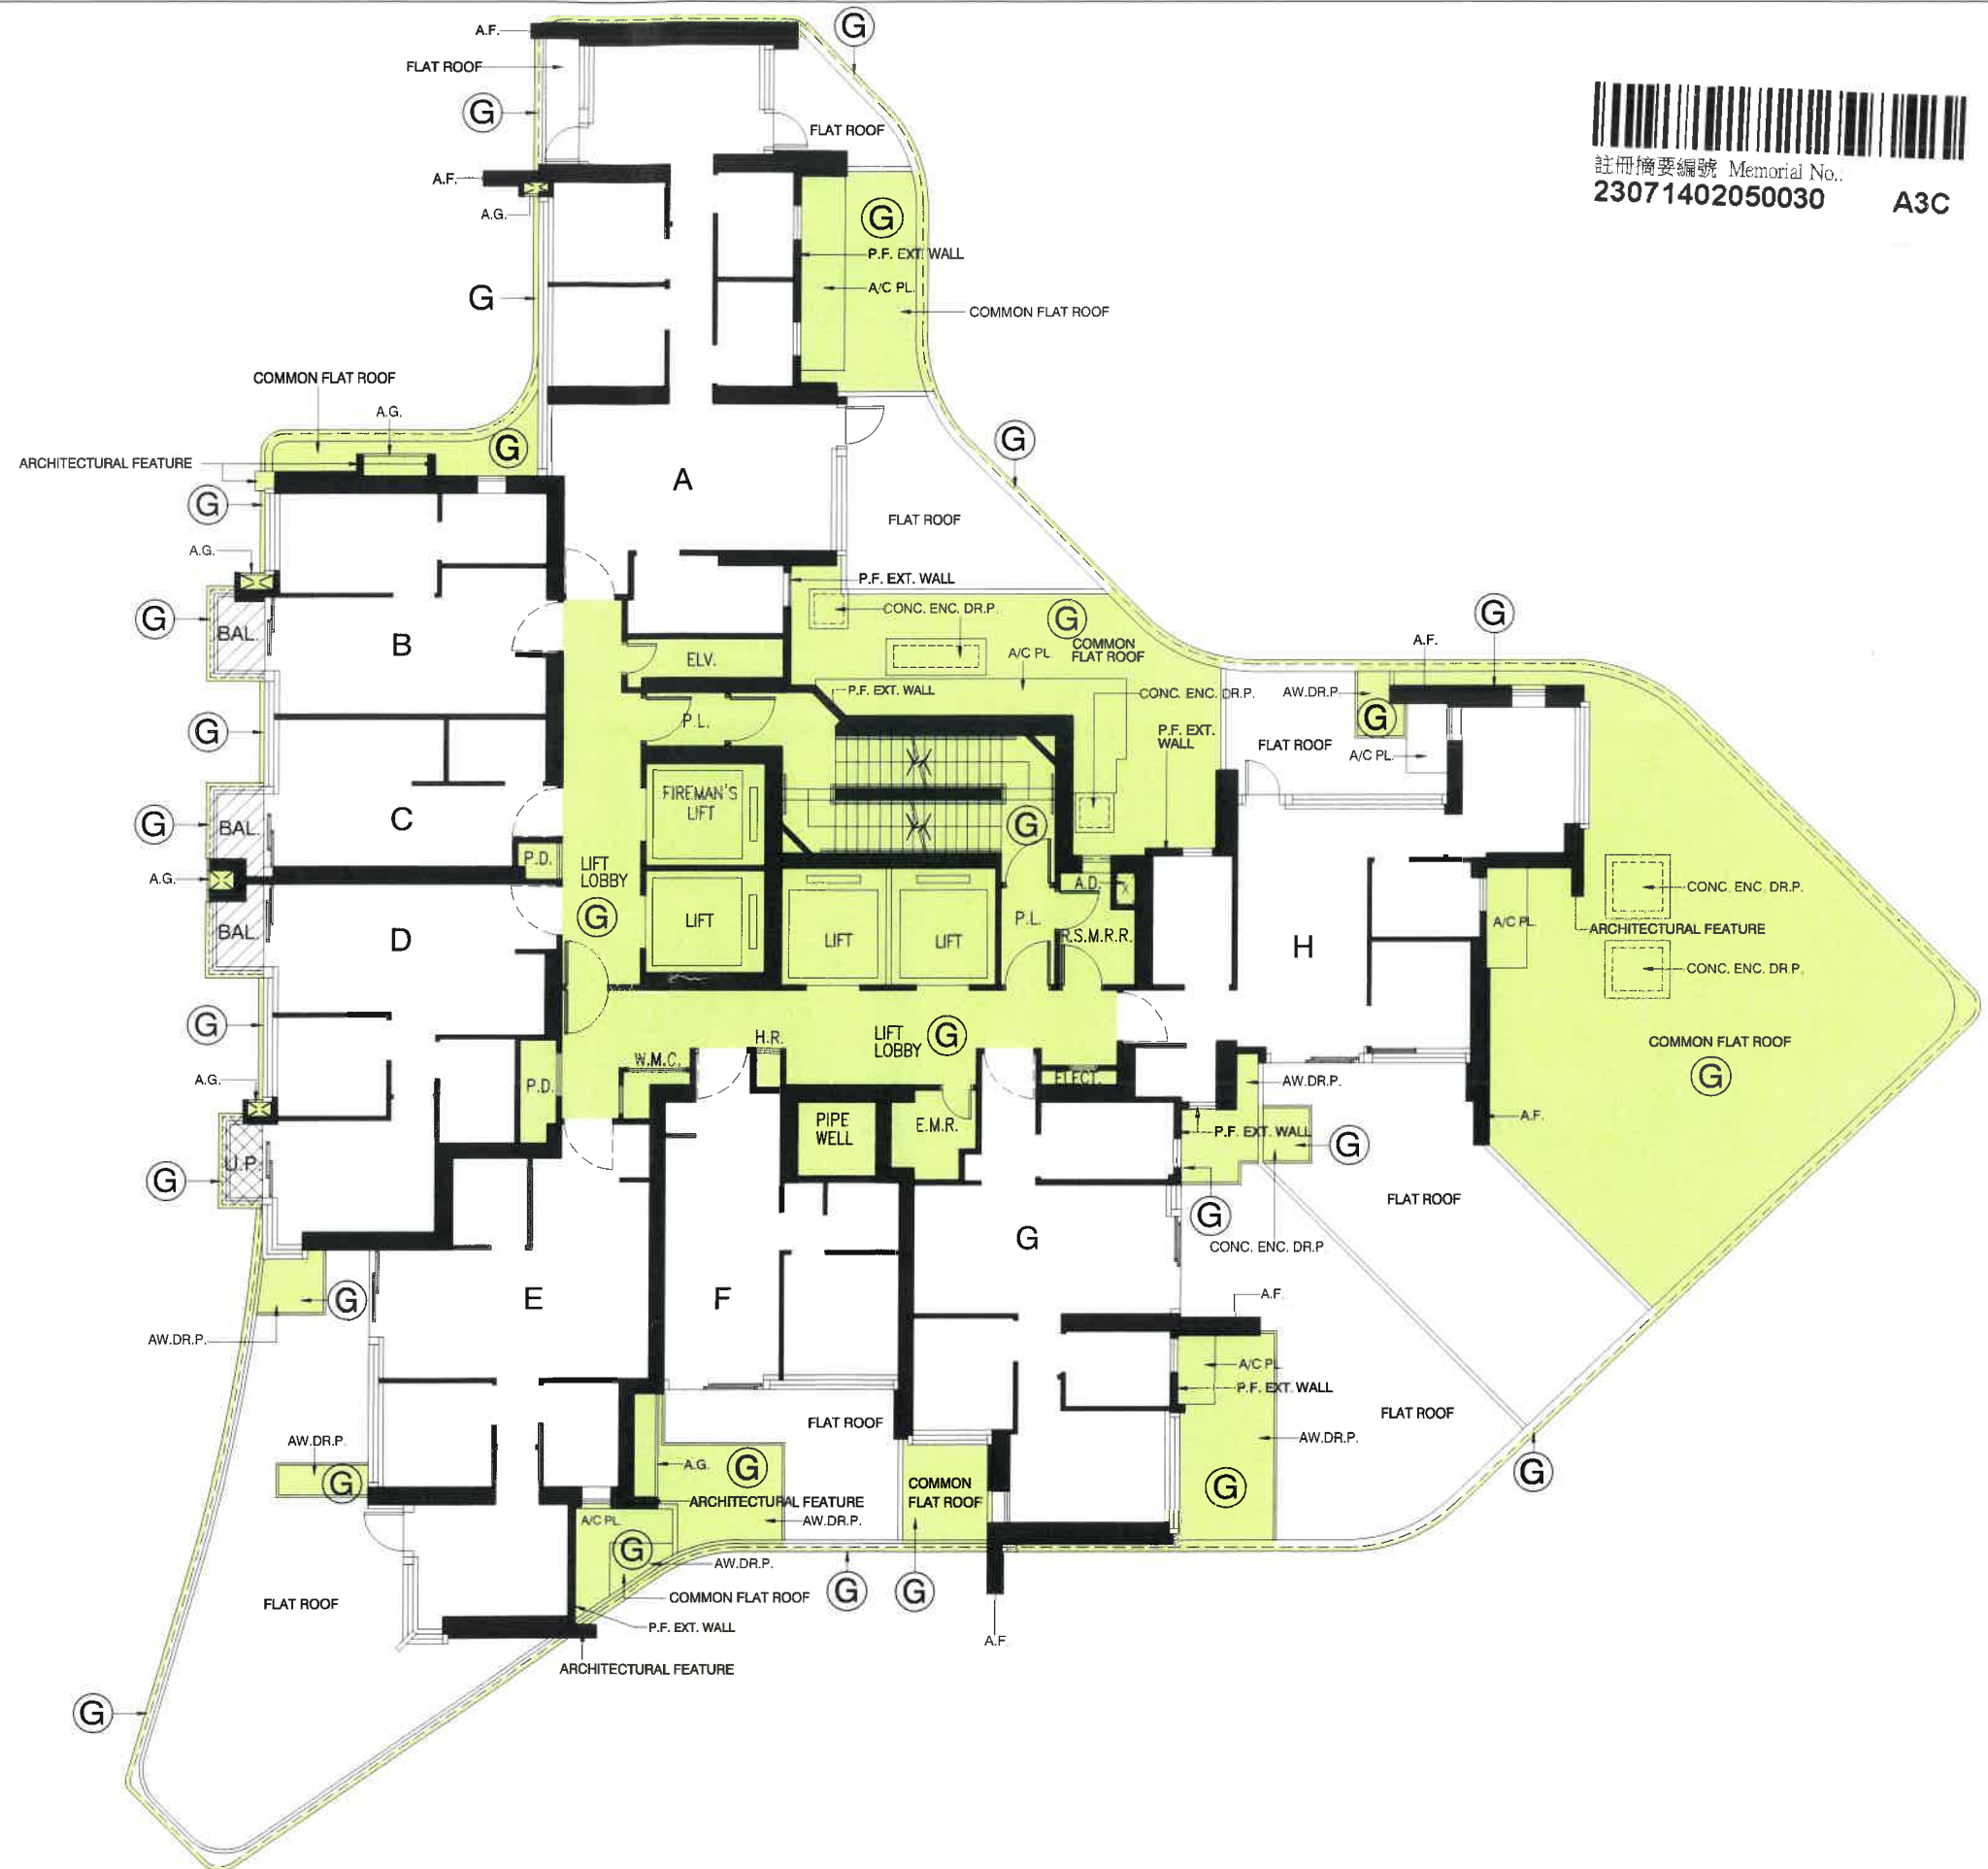 A.F.
G
FLAT ROOF
G
FLAT ROOF
註冊摘要編號 Memorial No.:
23071402050030 A3C
A.F.
A.G.
G
P.F. EXT. WALL
G
A/C PL.
COMMON FLAT ROOF
COMMON FLAT ROOF
A.G.
G
G
ARCHITECTURAL FEATURE
A
G
FLAT ROOF
A.G.
P.F. EXT. WALL
CONC. ENC. DR.P.
G
G
G
BAL.
B
ELV.
COMMON
FLAT ROOF
A/C PL.
A.F.
P.F. EXT. WALL
CONC. ENC. DR.P.
AW.DR.P.
G
G
P.L.
P.F. EXT.
WALL
FLAT ROOF
A/C PL.
FIREMAN'S
LIFT
G
BAL.
C
G
P.D.
LIFT
LOBBY
A.G.
A.D.
X
CONC. ENC. DR.P.
G
LIFT
P.L.
A/C PL.
ARCHITECTURAL FEATURE
BAL.
D
LIFT
LIFT
R.S.M.R.R.
H
CONC. ENC. DR.P.
G
H.R.
LIFT
LOBBY
G
COMMON FLAT ROOF
G
W.M.C.
A.G.
P.D.
ELECT.
AW.DR.P.
A.F.
PIPE
WELL
E.M.R.
P.F. EXT. WALL
G
U.P.
G
G
FLAT ROOF
G
CONC. ENC. DR.P.
E
F
G
A.F.
AW.DR.P.
A/C PL.
P.F. EXT. WALL
FLAT ROOF
FLAT ROOF
AW.DR.P.
AW.DR.P.
G
A.G.
G
G
G
COMMON
FLAT ROOF
ARCHITECTURAL FEATURE
AW.DR.P.
A/C PL.
G
AW.DR.P.
G
G
COMMON FLAT ROOF
FLAT ROOF
P.F. EXT. WALL
A.F.
ARCHITECTURAL FEATURE
G